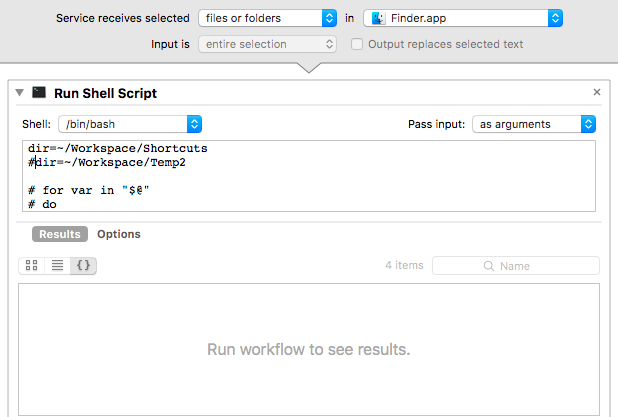 Service receives selected files or folders in Finder.app
Input is entire selection Output replaces selected text
Run Shell Script
Shell: /bin/bash Pass input: as arguments
dir=~/Workspace/Shortcuts
#dir=~/Workspace/Temp2
# for var in "$@"
# do
Results Options
{} 4 items Name
Run workflow to see results.